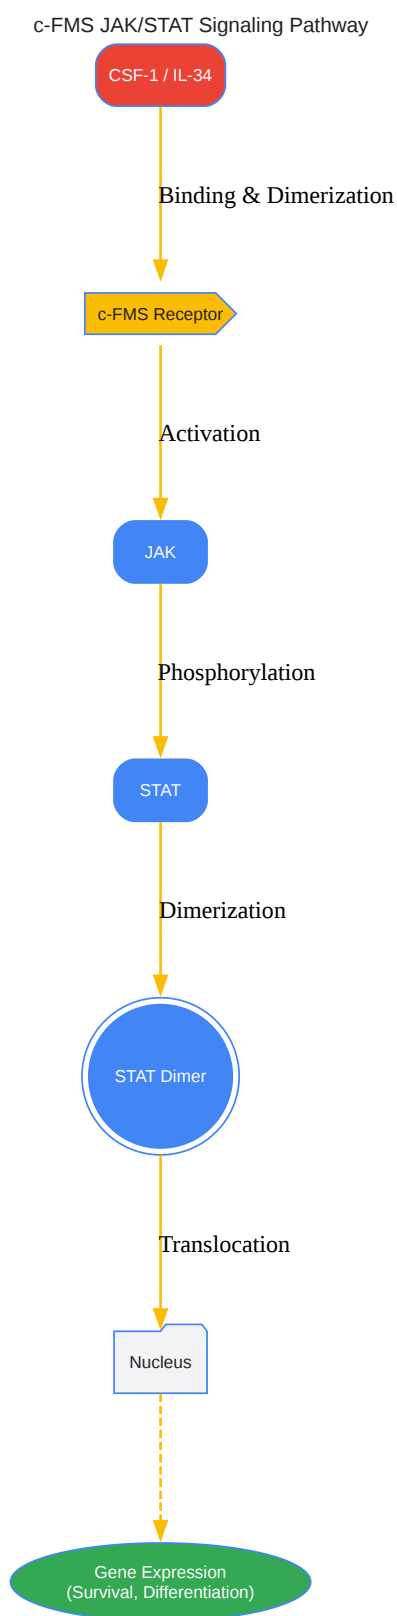 c-FMS JAK/STAT Signaling Pathway
CSF-1 / IL-34
Binding & Dimerization
c-FMS Receptor
Activation
JAK
Phosphorylation
STAT
Dimerization
STAT Dimer
Translocation
Nucleus
Gene Expression
(Survival, Differentiation)